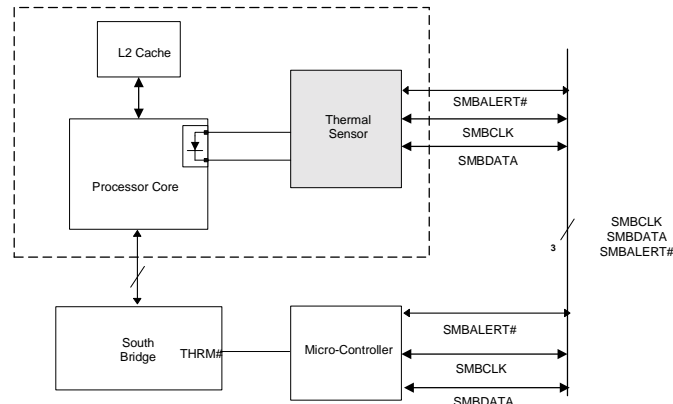 L2 Cache
Thermal
Sensor
SMBALERT#
SMBCLK
SMBDATA
Processor Core
3
SMBCLK
SMBDATA
SMBALERT#
South
Bridge
THRM#
Micro-Controller
SMBALERT#
SMBCLK
SMBDATA